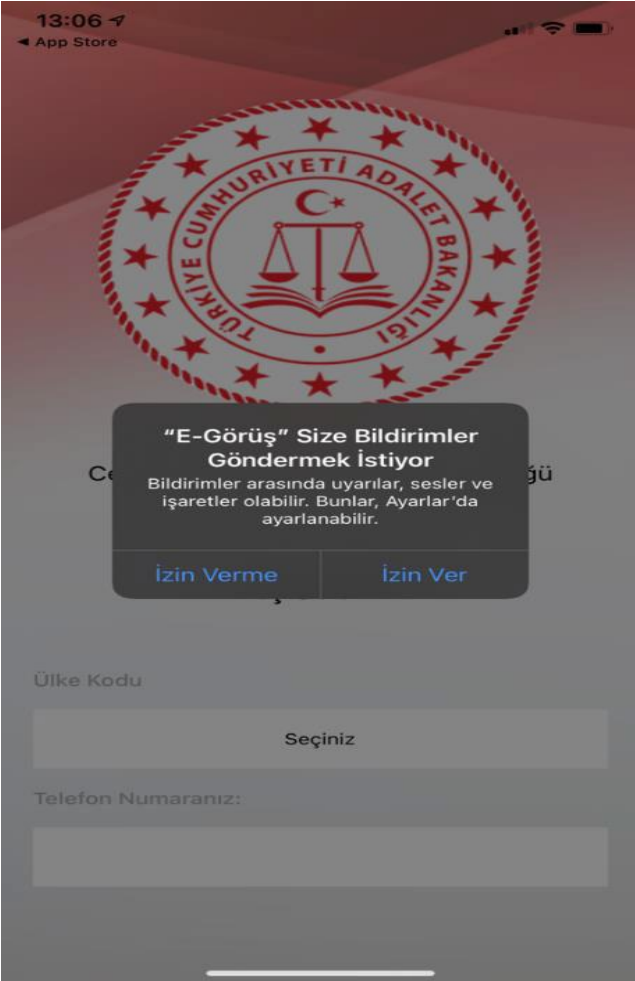 13:06
App Store
TÜRKİYE CUMHURİYETİ ADALET BAKANLIĞI
"E-Görüş" Size Bildirimler
Göndermek İstiyor
Bildirimler arasında uyarılar, sesler ve
işaretler olabilir. Bunlar, Ayarlar'da
ayarlanabilir.
İzin Verme
İzin Ver
Ülke Kodu
Seçiniz
Telefon Numaranız: